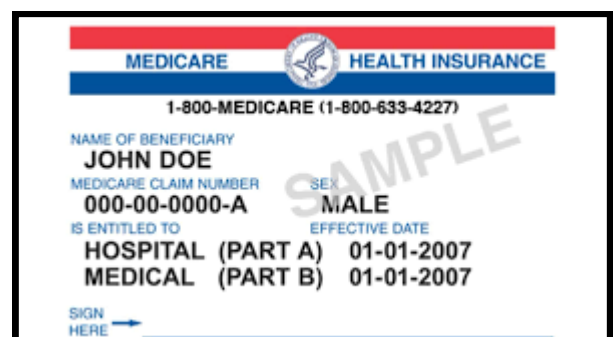 MEDICARE HEALTH INSURANCE
1-800-MEDICARE (1-800-633-4227)
NAME OF BENEFICIARY
JOHN DOE
MEDICARE CLAIM NUMBER SEX
000-00-0000-A MALE
IS ENTITLED TO EFFECTIVE DATE
HOSPITAL (PART A) 01-01-2007
MEDICAL (PART B) 01-01-2007
SIGN
HERE
SAMPLE